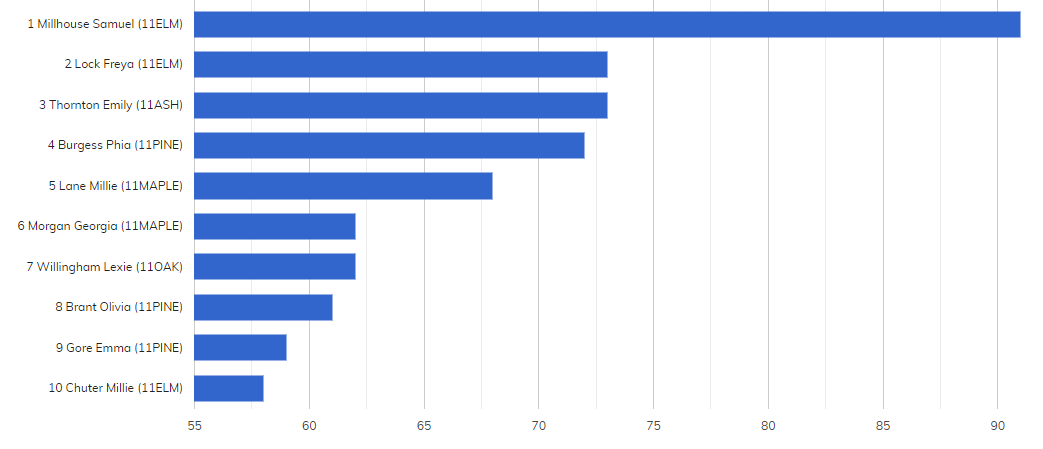 1 Millhouse Samuel (11ELM)
2 Lock Freya (11ELM)
3 Thornton Emily (11ASH)
4 Burgess Phia (11PINE)
5 Lane Millie (11MAPLE)
6 Morgan Georgia (11MAPLE)
7 Willingham Lexie (11OAK)
8 Brant Olivia (11PINE)
9 Gore Emma (11PINE)
10 Chuter Millie (11ELM)
55 60 65 70 75 80 85 90